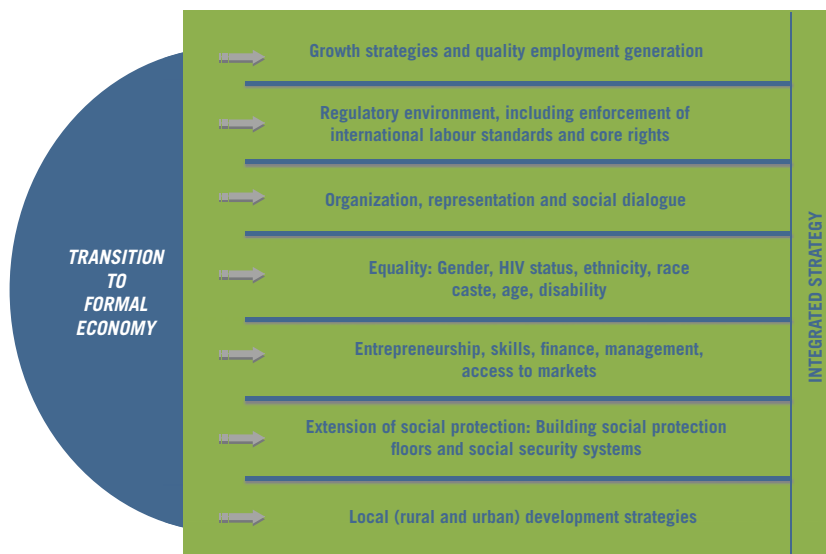 TRANSITION
TO
FORMAL
ECONOMY
Growth strategies and quality employment generation
Regulatory environment, including enforcement of
international labour standards and core rights
Organization, representation and social dialogue
Equality: Gender, HIV status, ethnicity, race
caste, age, disability
Entrepreneurship, skills, finance, management,
access to markets
Extension of social protection: Building social protection
floors and social security systems
Local (rural and urban) development strategies
INTEGRATED STRATEGY